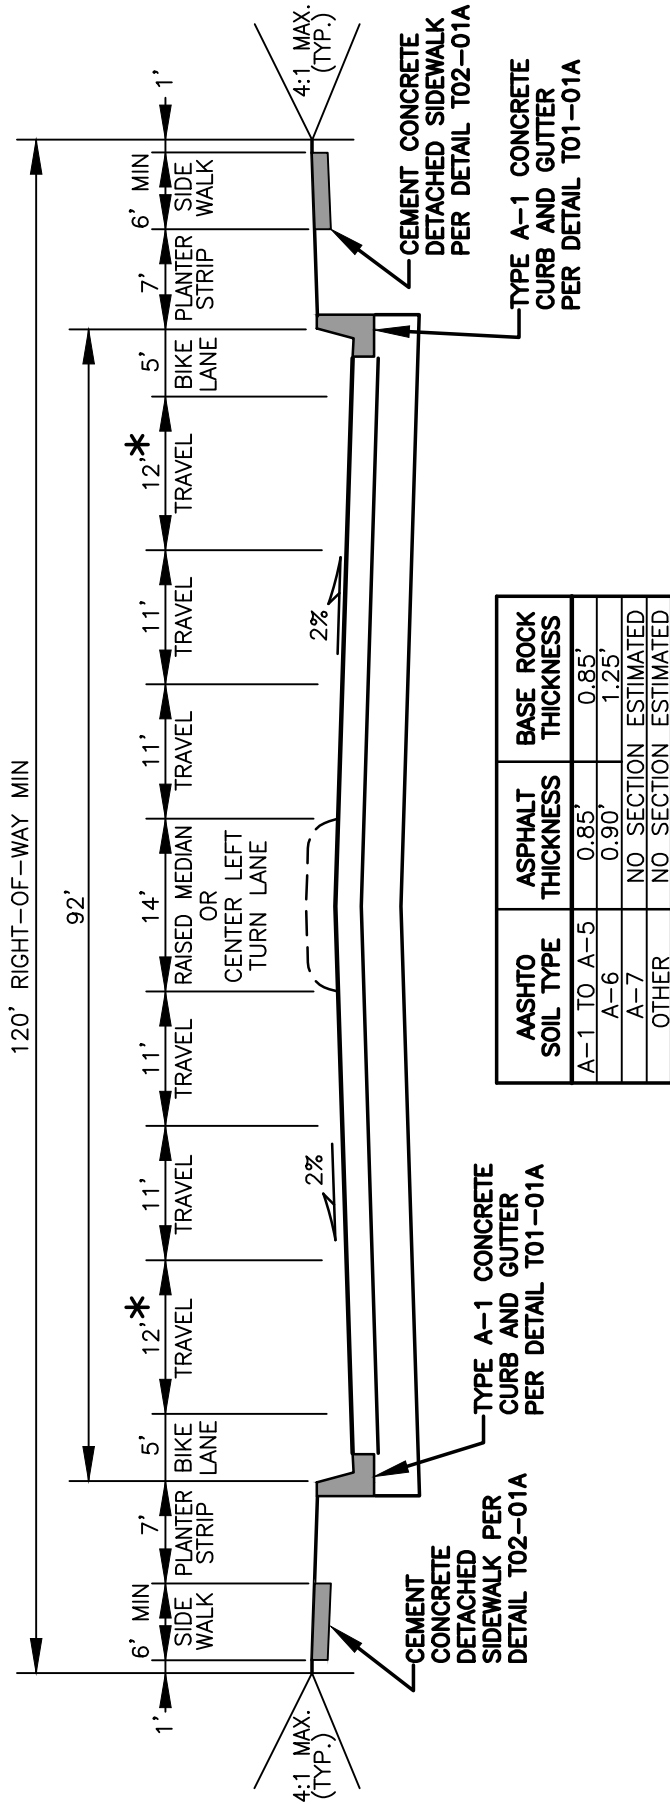 120' RIGHT-OF-WAY MIN
92'
1'
6' MIN
SIDE
WALK
7'
PLANTER
STRIP
5'
BIKE
LANE
12'*
TRAVEL
11'
TRAVEL
11'
TRAVEL
14'
RAISED MEDIAN
OR
CENTER LEFT
TURN LANE
11'
TRAVEL
11'
TRAVEL
12'*
TRAVEL
5'
BIKE
LANE
7'
PLANTER
STRIP
6' MIN
SIDE
WALK
1'
4:1 MAX.
(TYP.)
2%
2%
4:1 MAX.
(TYP.)
CEMENT
CONCRETE
DETACHED
SIDEWALK PER
DETAIL T02-01A
TYPE A-1 CONCRETE
CURB AND GUTTER
PER DETAIL T01-01A
CEMENT CONCRETE
DETACHED SIDEWALK
PER DETAIL T02-01A
TYPE A-1 CONCRETE
CURB AND GUTTER
PER DETAIL T01-01A
AASHTO SOIL TYPE ASPHALT THICKNESS BASE ROCK THICKNESS
A-1 TO A-5 0.85' 0.85'
A-6 0.90' 1.25'
A-7 NO SECTION ESTIMATED
OTHER NO SECTION ESTIMATED